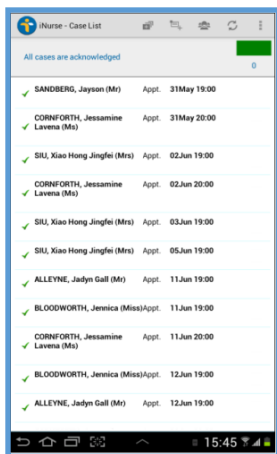 iNurse - Case List
All cases are acknowledged
0
SANDBERG, Jayson (Mr) Appt. 31May 19:00
CORNFORTH, Jessamine Appt. 31May 20:00
Lavena (Ms)
SIU, Xiao Hong Jingfei (Mrs) Appt. 02Jun 19:00
CORNFORTH, Jessamine Appt. 02Jun 20:00
Lavena (Ms)
SIU, Xiao Hong Jingfei (Mrs) Appt. 03Jun 19:00
SIU, Xiao Hong Jingfei (Mrs) Appt. 05Jun 19:00
ALLEYNE, Jadyn Gall (Mr) Appt. 11Jun 19:00
BLOODWORTH, Jennica (Miss)Appt. 11Jun 19:00
CORNFORTH, Jessamine Appt. 11Jun 20:00
Lavena (Ms)
BLOODWORTH, Jennica (Miss)Appt. 12Jun 19:00
ALLEYNE, Jadyn Gall (Mr) Appt. 12Jun 19:00
15:45